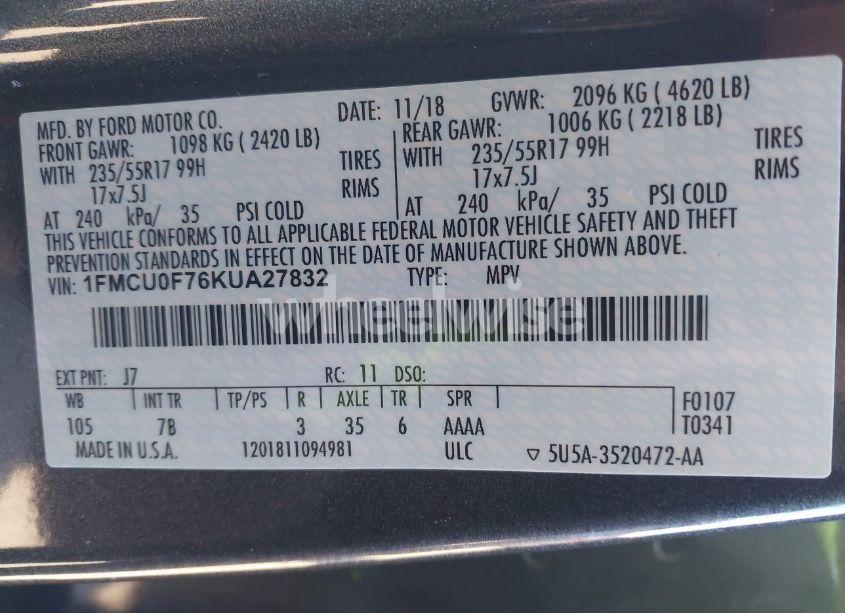 MFD. BY FORD MOTOR CO. DATE: 11/18 GVWR: 2096 KG ( 4620 LB)
FRONT GAWR: 1098 KG ( 2420 LB) REAR GAWR: 1006 KG ( 2218 LB)
WITH 235/55R17 99H TIRES WITH 235/55R17 99H TIRES
17x7.5J RIMS 17x7.5J RIMS
AT 240 kPa/ 35 PSI COLD AT 240 kPa/ 35 PSI COLD
THIS VEHICLE CONFORMS TO ALL APPLICABLE FEDERAL MOTOR VEHICLE SAFETY AND THEFT
PREVENTION STANDARDS IN EFFECT ON THE DATE OF MANUFACTURE SHOWN ABOVE.
VIN: 1FMCU0F76KUA27832 TYPE: MPV
wheelwise
EXT PNT: J7 RC: 11 DSO:
WB INT TR TP/PS R AXLE TR SPR F0107
105 7B 3 35 6 AAAA T0341
MADE IN U.S.A. 1201811094981 ULC 5U5A-3520472-AA